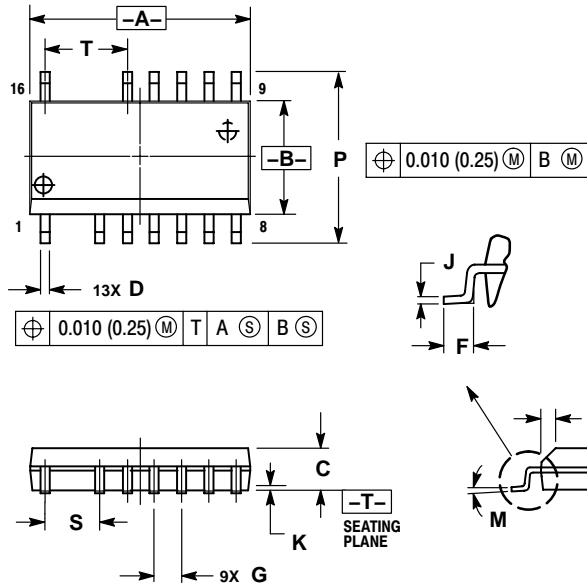 –A–
T
16
9
–B–
P
⌖ 0.010 (0.25) Ⓜ B Ⓜ
1
8
13X D
J
F
⌖ 0.010 (0.25) Ⓜ T A Ⓢ B Ⓢ
C
–T–
SEATING
PLANE
S
K
M
9X G